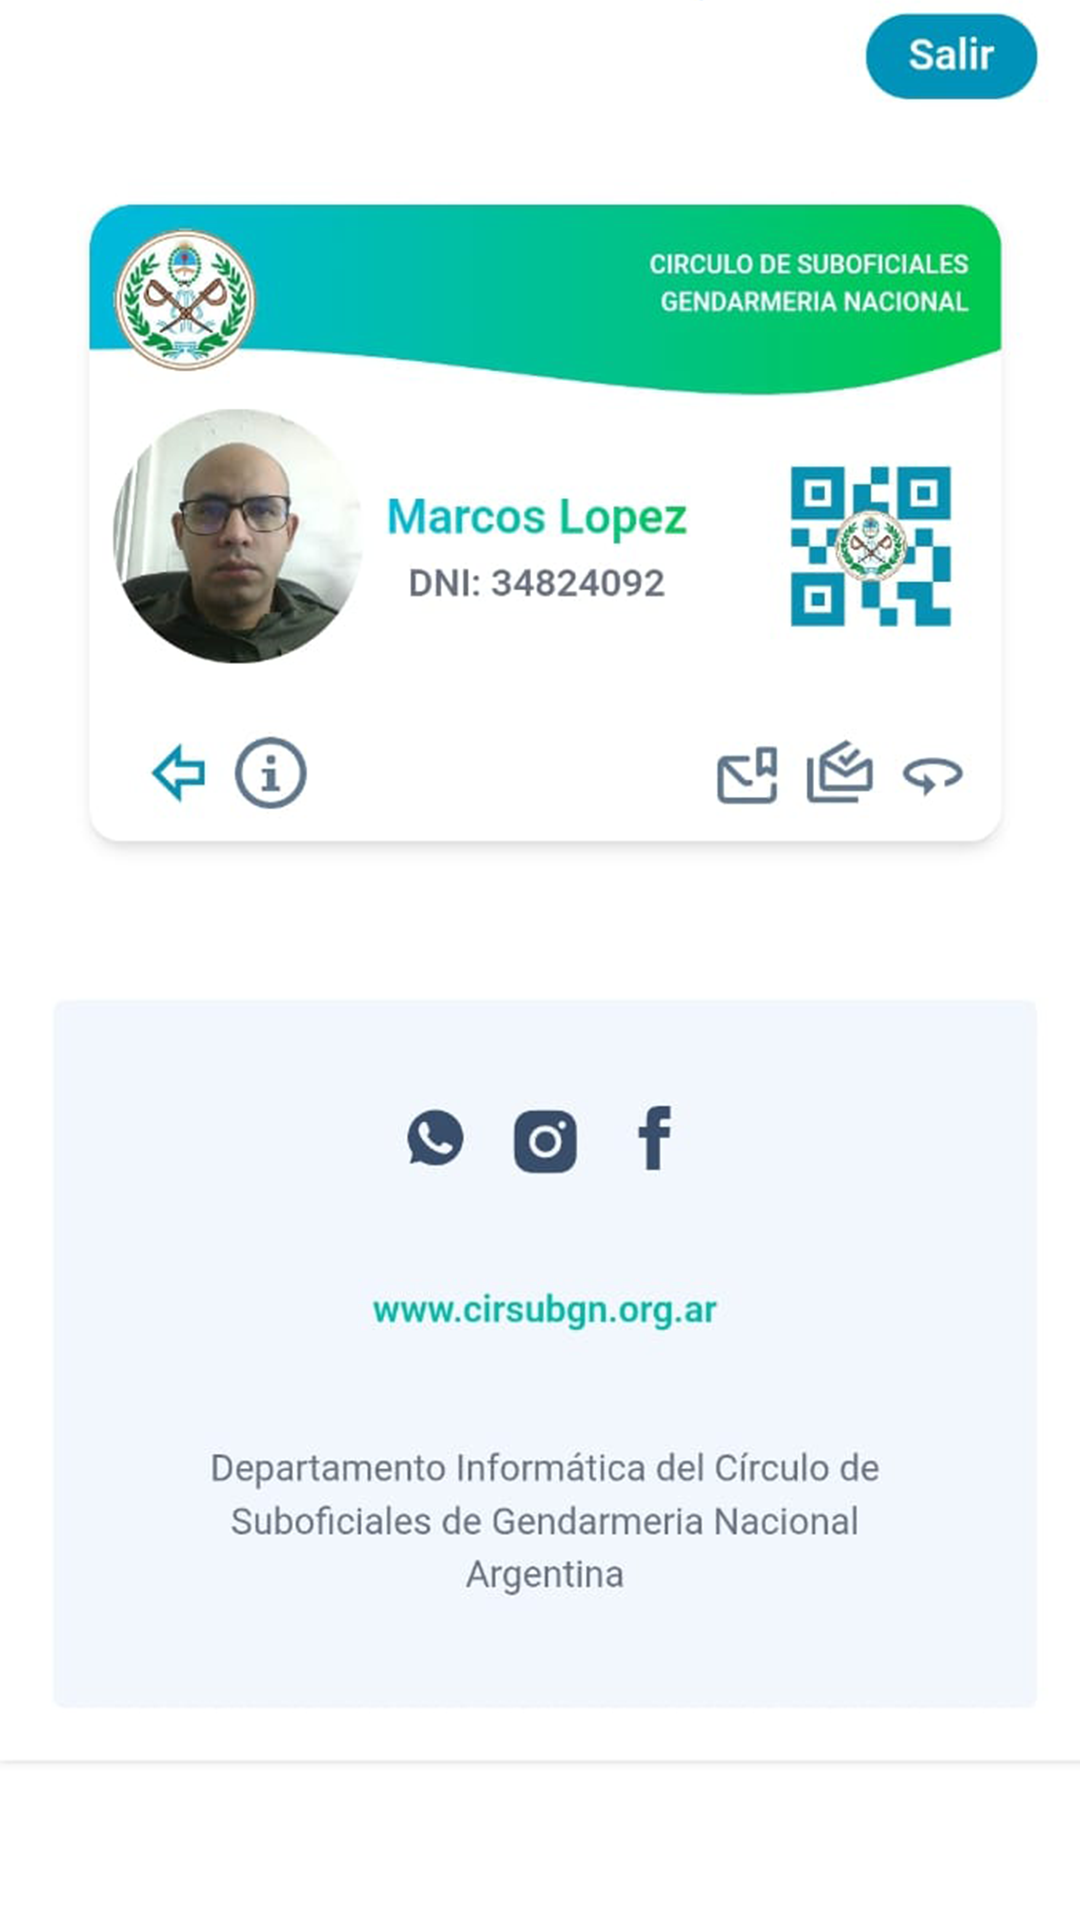 Salir
CIRCULO DE SUBOFICIALES
GENDARMERIA NACIONAL
Marcos Lopez
DNI: 34824092
www.cirsubgn.org.ar
Departamento Informática del Círculo de
Suboficiales de Gendarmeria Nacional
Argentina